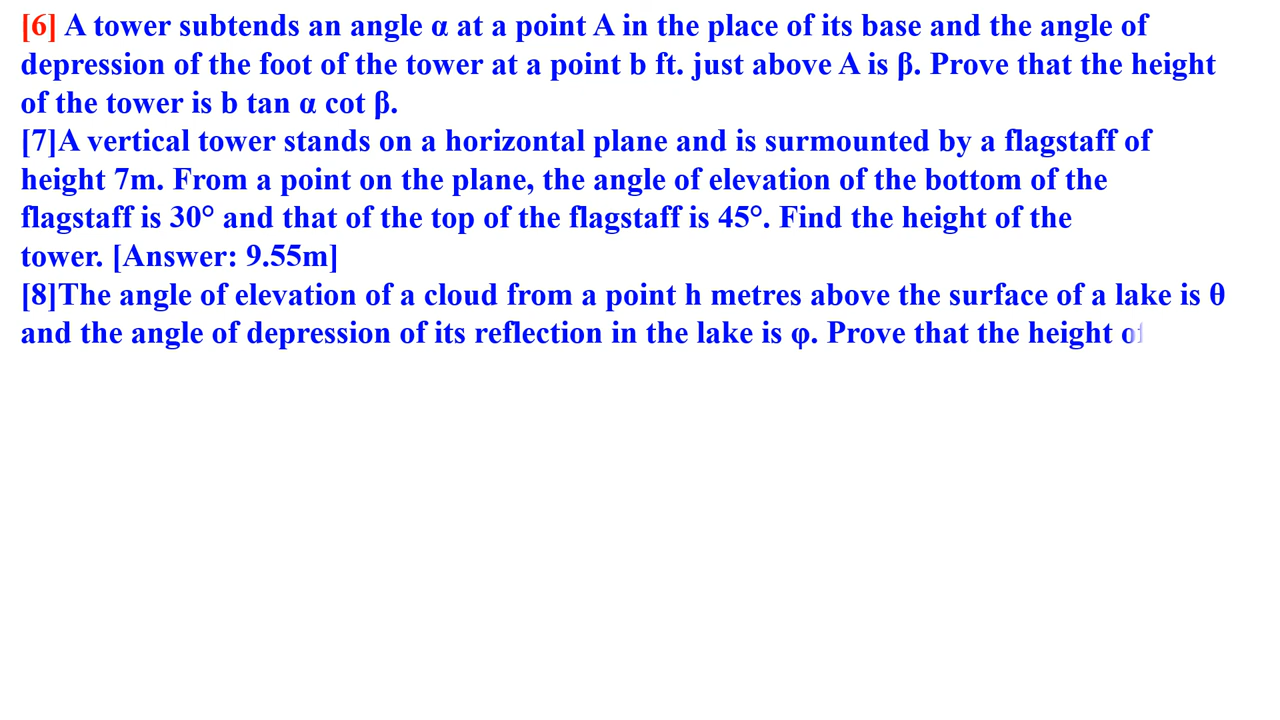 [6] A tower subtends an angle α at a point A in the place of its base and the angle of
depression of the foot of the tower at a point b ft. just above A is β. Prove that the height
of the tower is b tan α cot β.
[7]A vertical tower stands on a horizontal plane and is surmounted by a flagstaff of
height 7m. From a point on the plane, the angle of elevation of the bottom of the
flagstaff is 30° and that of the top of the flagstaff is 45°. Find the height of the
tower. [Answer: 9.55m]
[8]The angle of elevation of a cloud from a point h metres above the surface of a lake is θ
and the angle of depression of its reflection in the lake is φ. Prove that the height